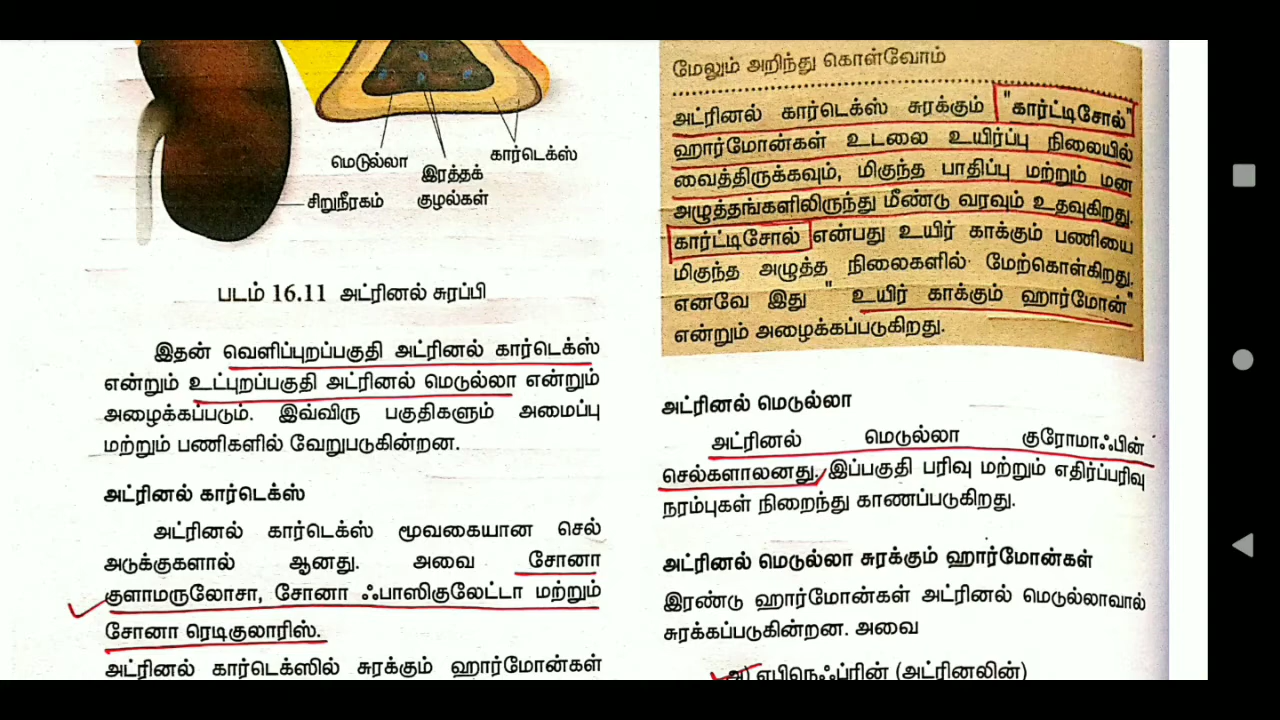 மெடுல்லா
கார்டெக்ஸ்
இரத்தக்
குழல்கள்
சிறுநீரகம்
படம் 16.11 அட்ரினல் சுரப்பி
இதன் வெளிப்புறப்பகுதி அட்ரினல் கார்டெக்ஸ்
என்றும் உட்புறப்பகுதி அட்ரினல் மெடுல்லா என்றும்
அழைக்கப்படும். இவ்விரு பகுதிகளும் அமைப்பு
மற்றும் பணிகளில் வேறுபடுகின்றன.
அட்ரினல் கார்டெக்ஸ்
அட்ரினல் கார்டெக்ஸ் மூவகையான செல்
அடுக்குகளால் ஆனது. அவை சோனா
குளாமருலோசா, சோனா ஃபாஸிகுலேட்டா மற்றும்
சோனா ரெடிகுலாரிஸ்.
அட்ரினல் கார்டெக்ஸில் சுரக்கும் ஹார்மோன்கள்
மேலும் அறிந்து கொள்வோம்
அட்ரினல் கார்டெக்ஸ் சுரக்கும் "கார்ட்டிசோல்"
ஹார்மோன்கள் உடலை உயிர்ப்பு நிலையில்
வைத்திருக்கவும், மிகுந்த பாதிப்பு மற்றும் மன
அழுத்தங்களிலிருந்து மீண்டு வரவும் உதவுகிறது.
கார்ட்டிசோல் என்பது உயிர் காக்கும் பணியை
மிகுந்த அழுத்த நிலைகளில் மேற்கொள்கிறது.
எனவே இது " உயிர் காக்கும் ஹார்மோன்"
என்றும் அழைக்கப்படுகிறது.
அட்ரினல் மெடுல்லா
அட்ரினல் மெடுல்லா குரோமாஃபின்
செல்களாலனது. இப்பகுதி பரிவு மற்றும் எதிர்ப்பரிவு
நரம்புகள் நிறைந்து காணப்படுகிறது.
அட்ரினல் மெடுல்லா சுரக்கும் ஹார்மோன்கள்
இரண்டு ஹார்மோன்கள் அட்ரினல் மெடுல்லாவால்
சுரக்கப்படுகின்றன. அவை
அ) எபிநெஃப்ரின் (அட்ரினலின்)